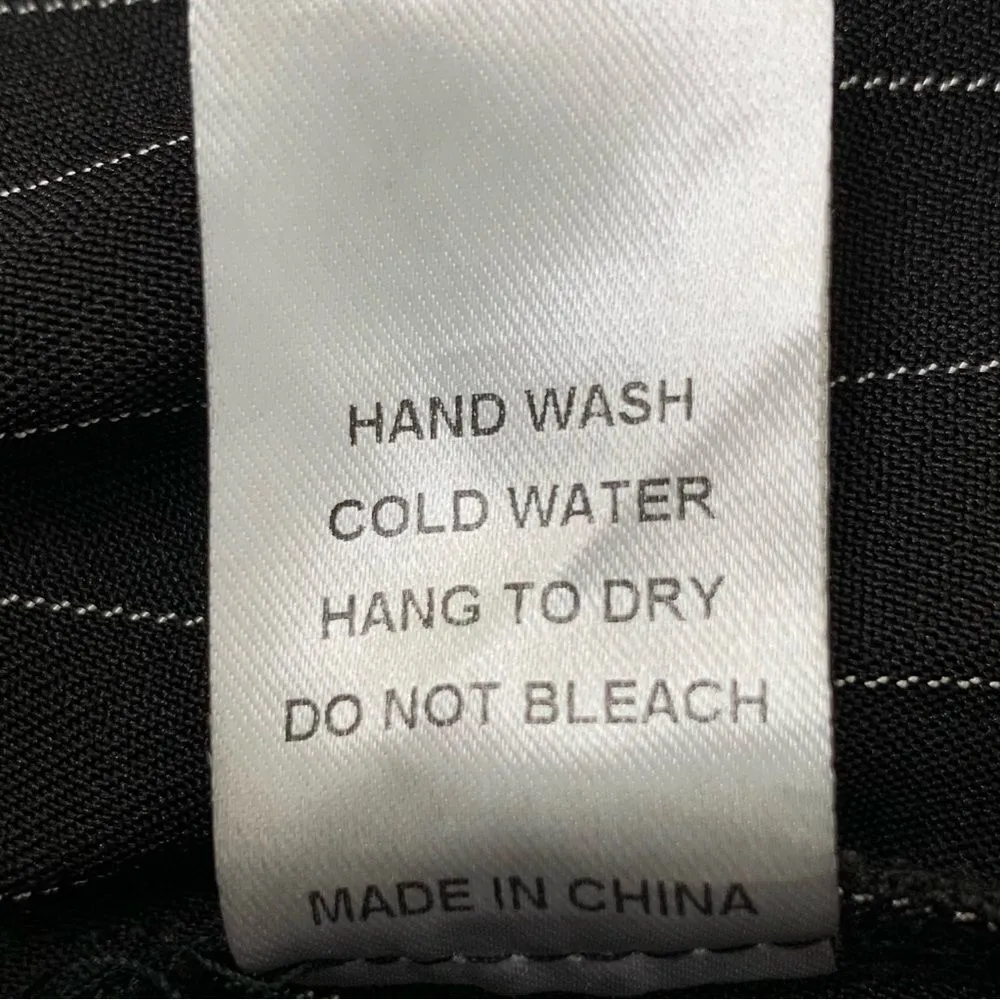 HAND WASH
COLD WATER
HANG TO DRY
DO NOT BLEACH
MADE IN CHINA